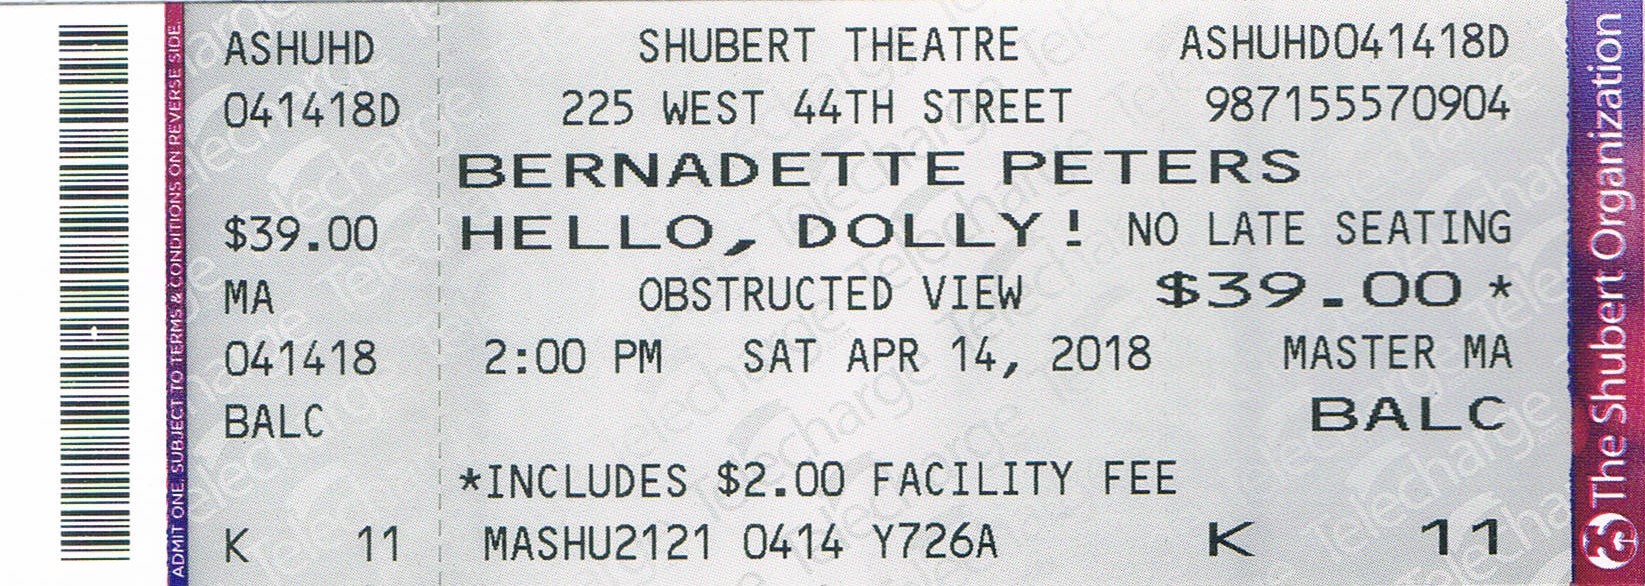 ADMIT ONE. SUBJECT TO TERMS & CONDITIONS ON REVERSE SIDE.
ASHUHD
041418D
$39.00
MA
041418
BALC
K 11
SHUBERT THEATRE ASHUHD041418D
225 WEST 44TH STREET 987155570904
BERNADETTE PETERS
HELLO, DOLLY! NO LATE SEATING
OBSTRUCTED VIEW $39.00*
2:00 PM SAT APR 14, 2018 MASTER MA
BALC
*INCLUDES $2.00 FACILITY FEE
MASHU2121 0414 Y726A K 11
The Shubert Organization
Telecharge